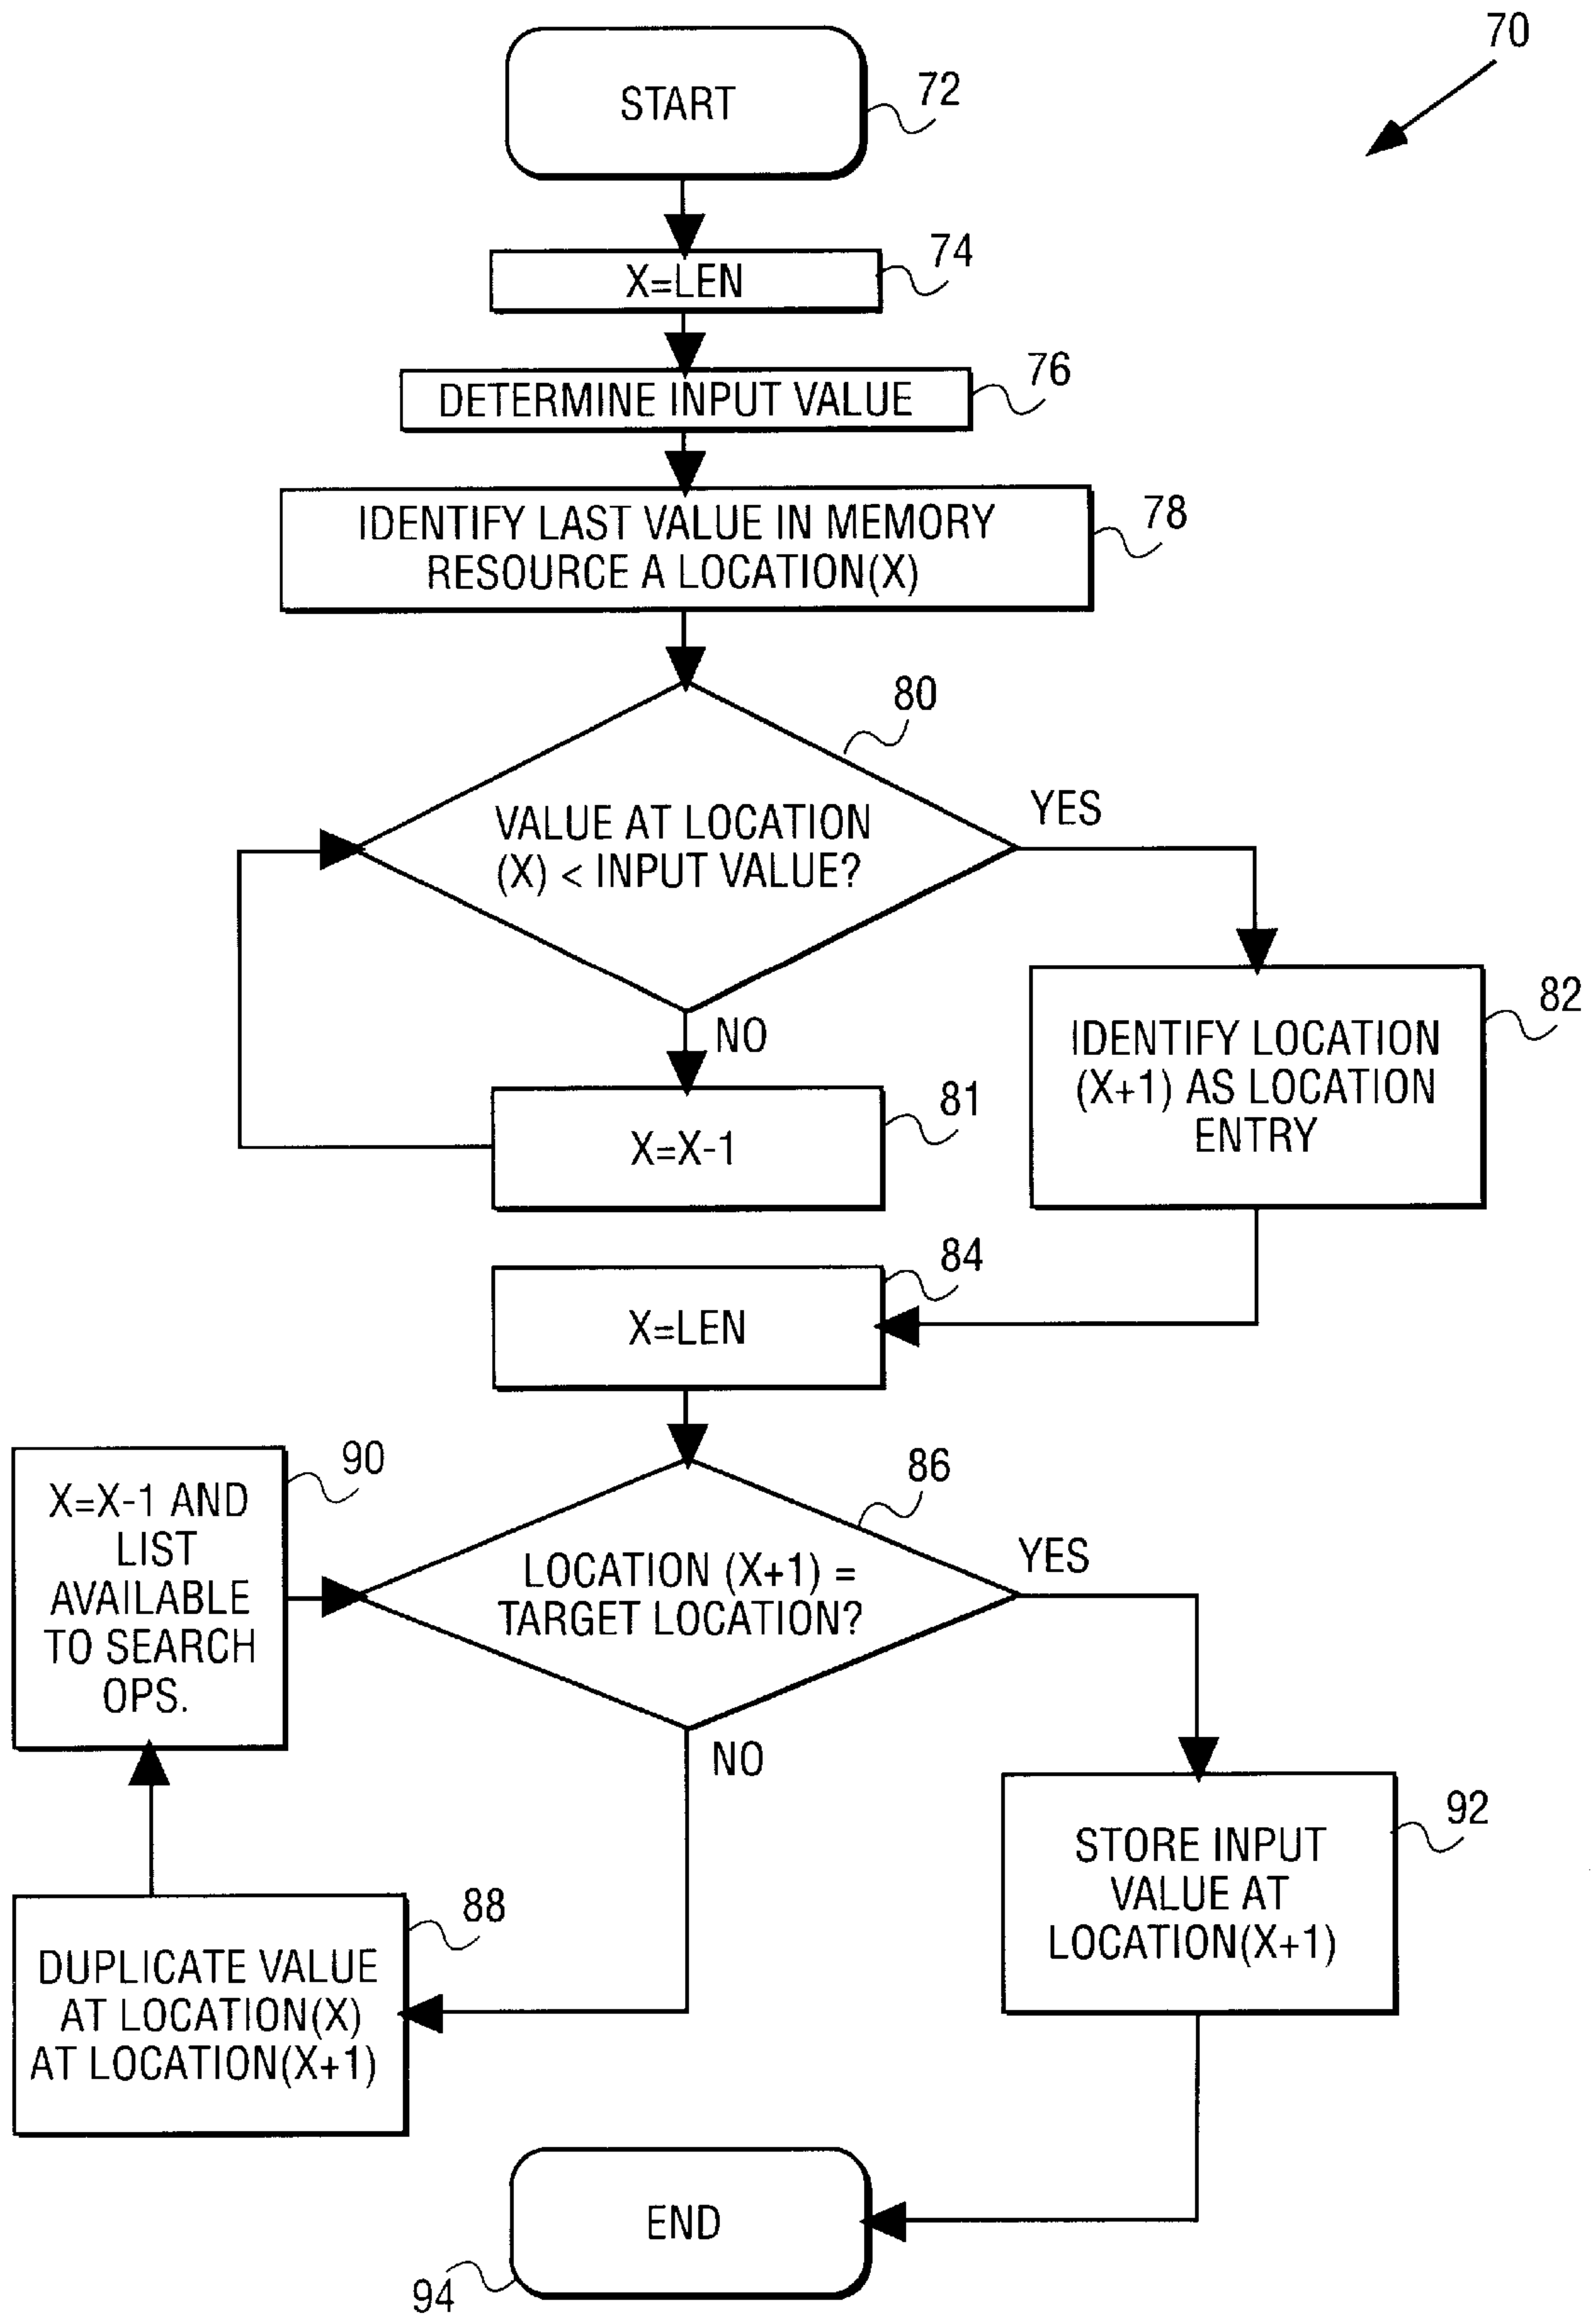 70
START
72
X=LEN
74
DETERMINE INPUT VALUE
76
IDENTIFY LAST VALUE IN MEMORY
RESOURCE A LOCATION(X)
78
80
VALUE AT LOCATION
(X) < INPUT VALUE?
YES
NO
82
IDENTIFY LOCATION
(X+1) AS LOCATION
ENTRY
81
X=X-1
84
X=LEN
90
X=X-1 AND
LIST
AVAILABLE
TO SEARCH
OPS.
86
LOCATION (X+1) =
TARGET LOCATION?
YES
NO
92
STORE INPUT
VALUE AT
LOCATION(X+1)
88
DUPLICATE VALUE
AT LOCATION(X)
AT LOCATION(X+1)
END
94